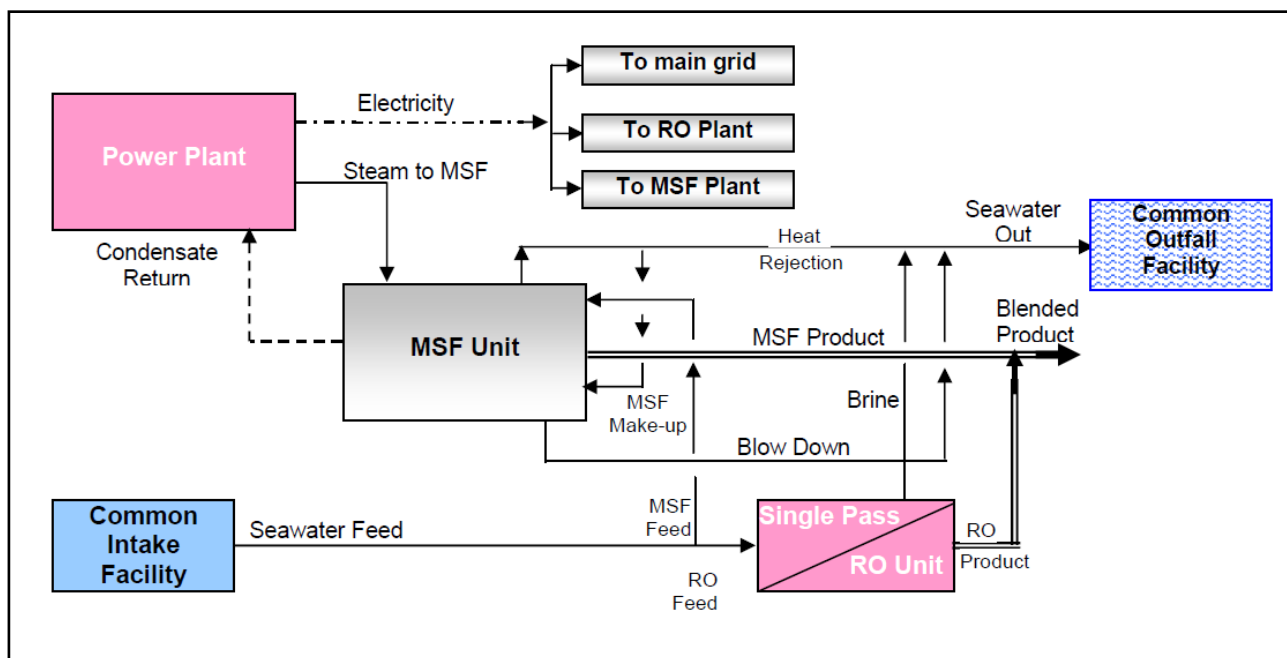 To main grid
Electricity
To RO Plant
Power Plant
Steam to MSF
To MSF Plant
Seawater
Out
Common
Outfall
Facility
Heat
Rejection
Condensate
Return
MSF Unit
MSF Product
Blended
Product
MSF
Make-up
Brine
Blow Down
Common
Intake
Facility
Seawater Feed
MSF
Feed
RO
Feed
Single Pass
RO Unit
RO
Product